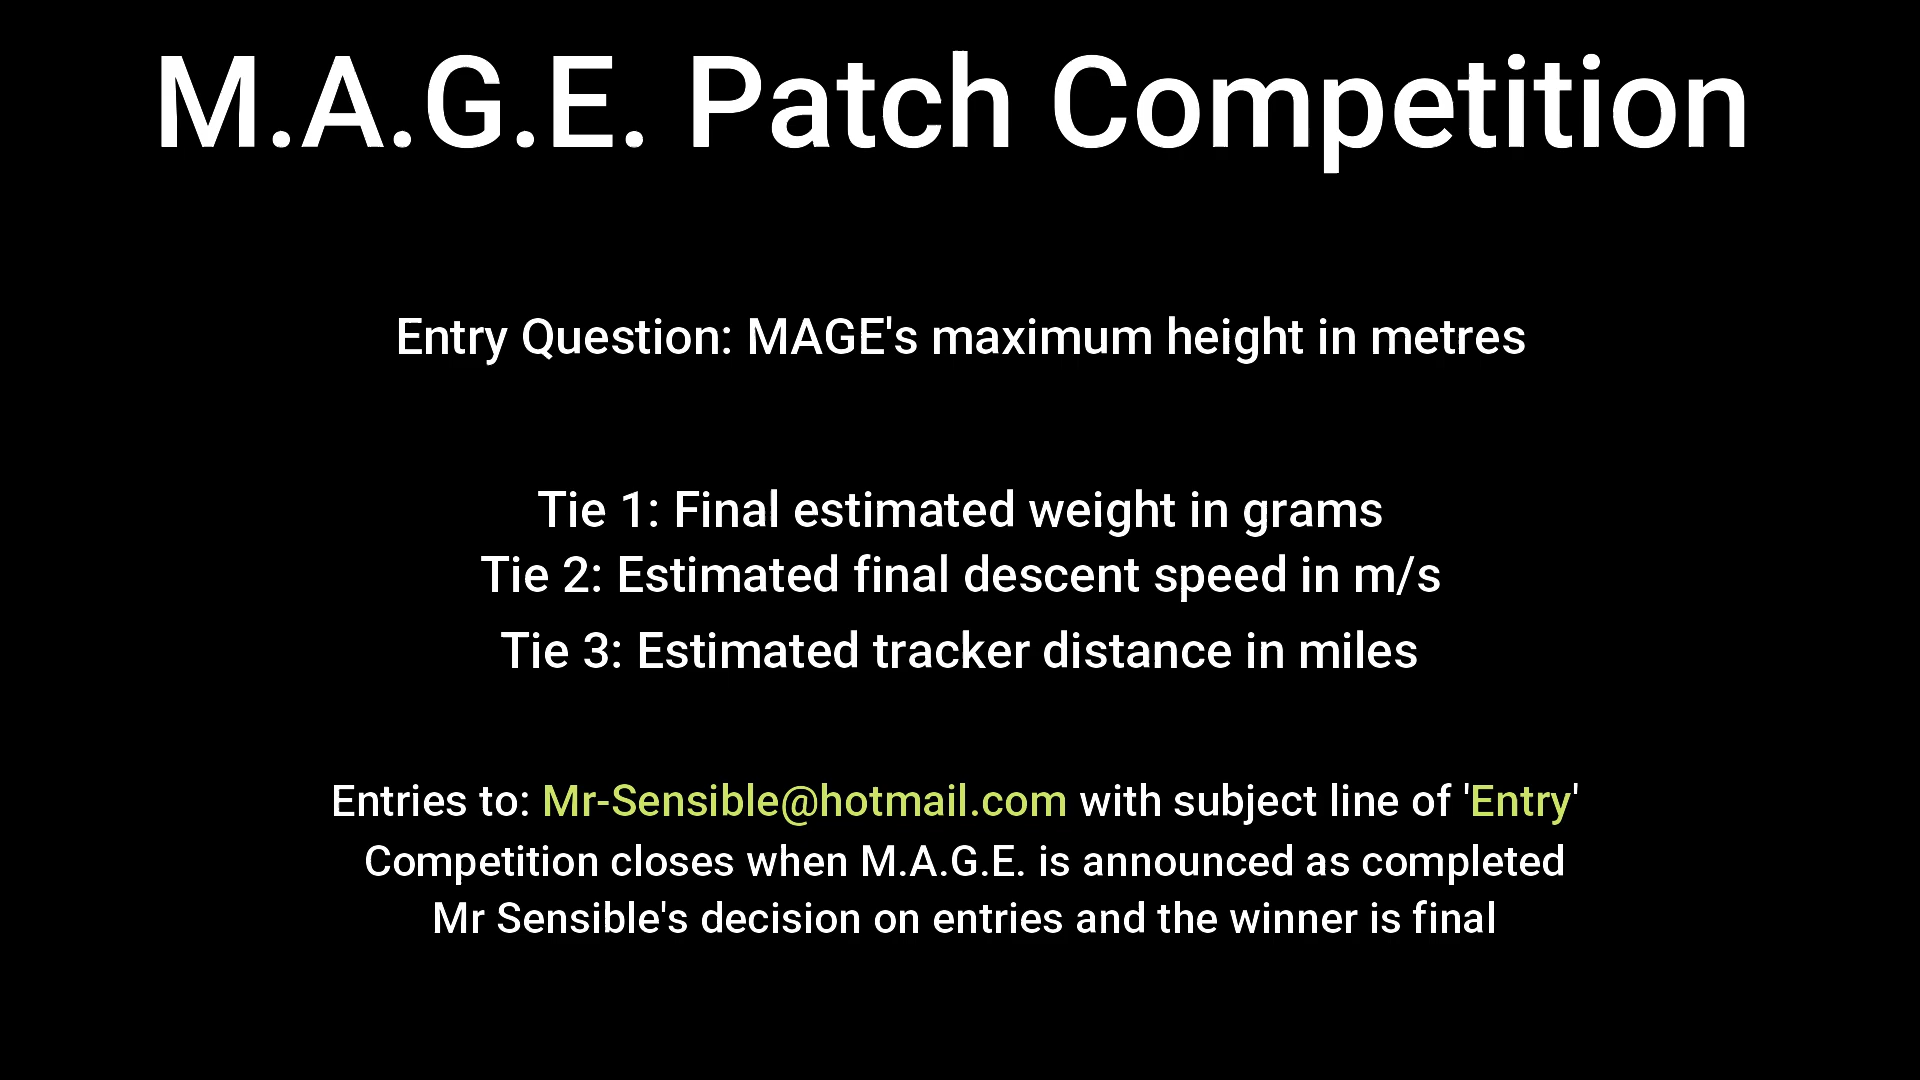 M.A.G.E. Patch Competition
Entry Question: MAGE's maximum height in metres
Tie 1: Final estimated weight in grams
Tie 2: Estimated final descent speed in m/s
Tie 3: Estimated tracker distance in miles
Entries to: Mr-Sensible@hotmail.com with subject line of 'Entry'
Competition closes when M.A.G.E. is announced as completed
Mr Sensible's decision on entries and the winner is final